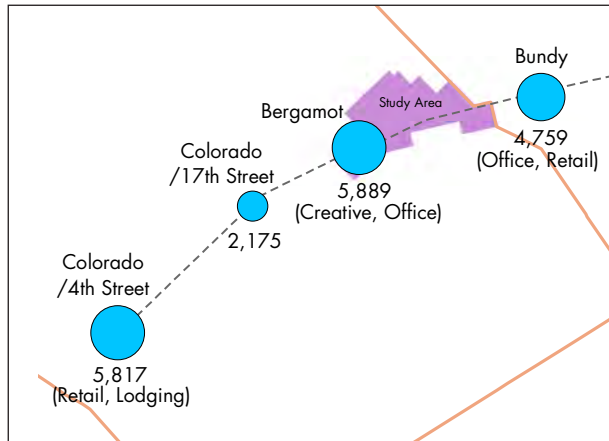 Bundy
Study Area
Bergamot
4,759
(Office, Retail)
Colorado
/17th Street
5,889
(Creative, Office)
2,175
Colorado
/4th Street
5,817
(Retail, Lodging)